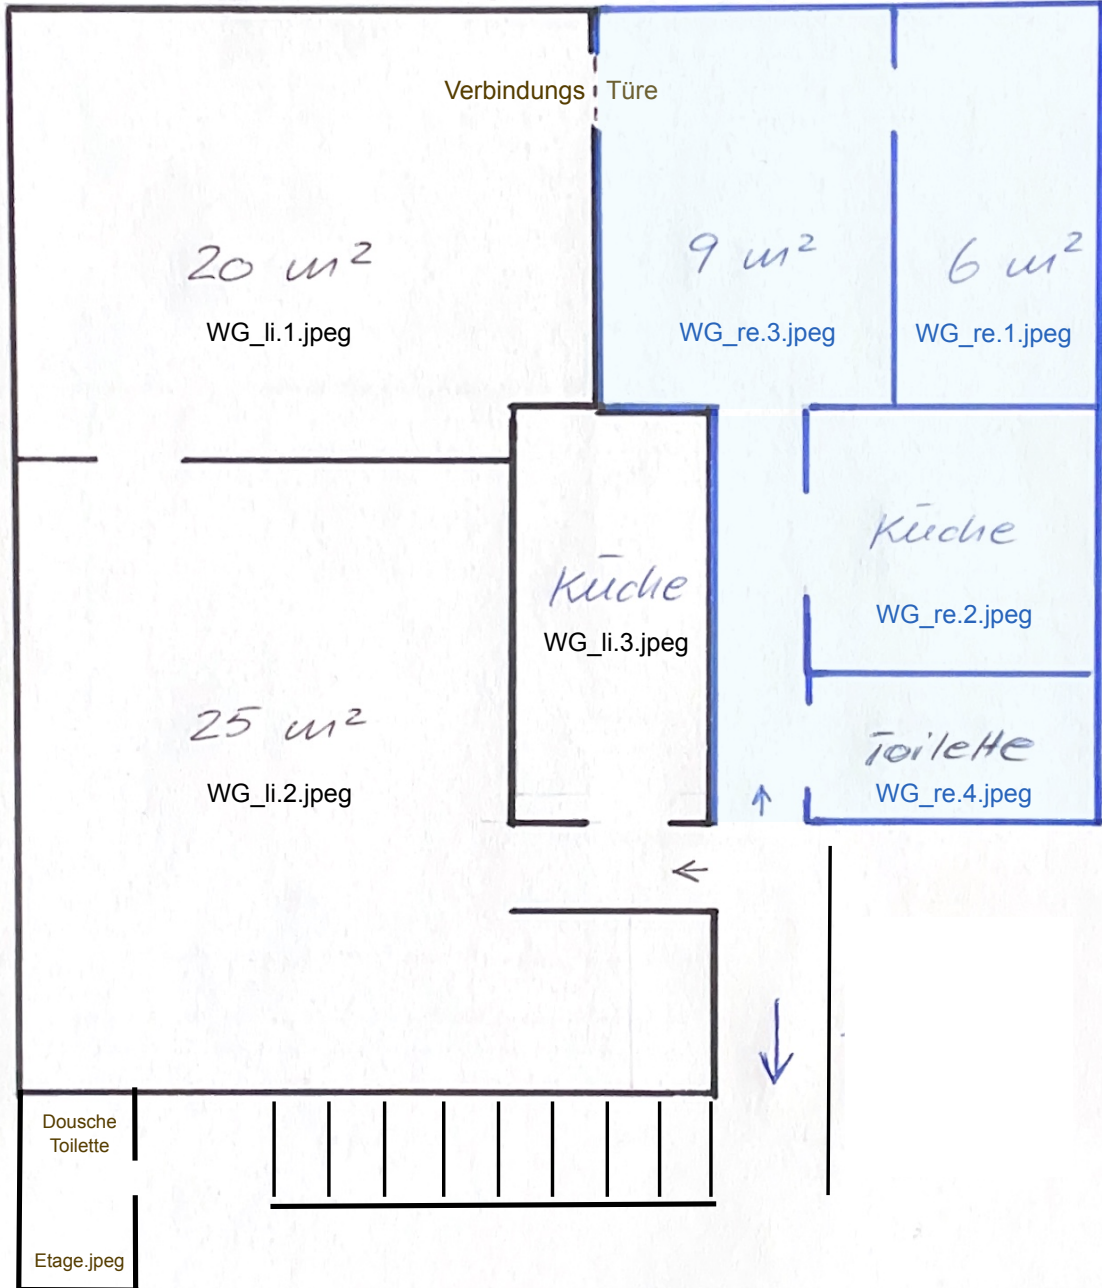 Verbindungs Türe
20 m²
WG_li.1.jpeg
9 m²
WG_re.3.jpeg
6 m²
WG_re.1.jpeg
Küche
WG_li.3.jpeg
Küche
WG_re.2.jpeg
25 m²
WG_li.2.jpeg
Toilette
WG_re.4.jpeg
Dousche
Toilette
Etage.jpeg